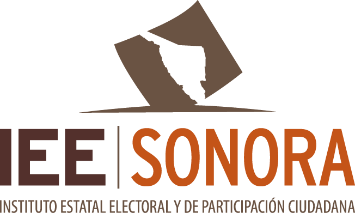 IEE SONORA
INSTITUTO ESTATAL ELECTORAL Y DE PARTICIPACIÓN CIUDADANA